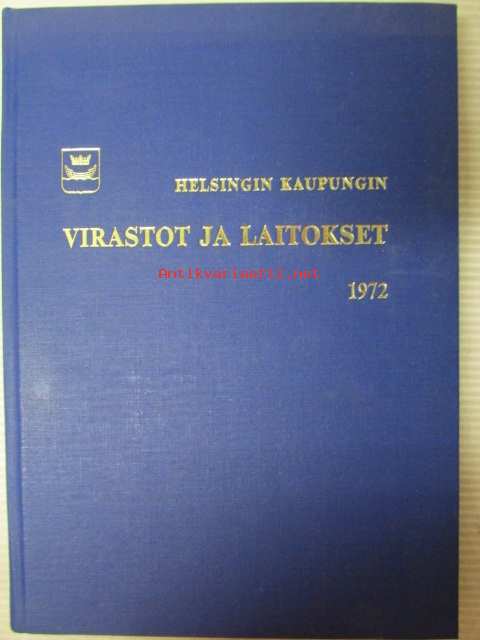 HELSINGIN KAUPUNGIN
VIRASTOT JA LAITOKSET
Antikvariaatti.net
1972